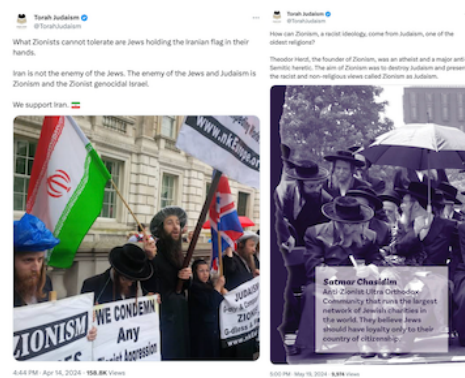 Torah Judaism
@TorahJudaism
What Zionists cannot tolerate are Jews holding the Iranian flag in their
hands.
Iran is not the enemy of the Jews. The enemy of the Jews and Judaism is
Zionism and the Zionist genocidal Israel.
We support Iran.
www.nkEurope.or
ZIONISM
WE CONDEMN
Any
Aggression
JUDAISM
4:44 PM · Apr 14, 2024 · 158.8K Views
Torah Judaism
@TorahJudaism
How can Zionism, a racist ideology, come from Judaism, one of the
oldest religions?
Theodor Herzl, the founder of Zionism, was an atheist and a major anti-
Semitic heretic. The aim of Zionism was to destroy Judaism and present
the racist and non-religious views called Zionism as Judaism.
Satmar Chasidim
Anti-Zionist Ultra Orthodox
Community that runs the largest
network of Jewish charities in
the world. They believe Jews
should have loyalty only to their
country of citizenship.
5:00 PM · May 19, 2024 · 9,974 Views